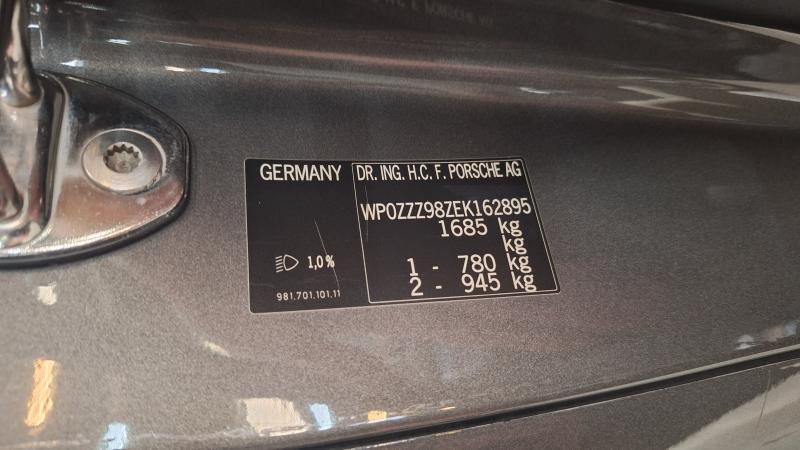 GERMANY
DR. ING. H.C. F. PORSCHE AG
WP0ZZZ98ZEK162895
1685 kg
kg
1 - 780 kg
2 - 945 kg
1,0%
981.701.101.11